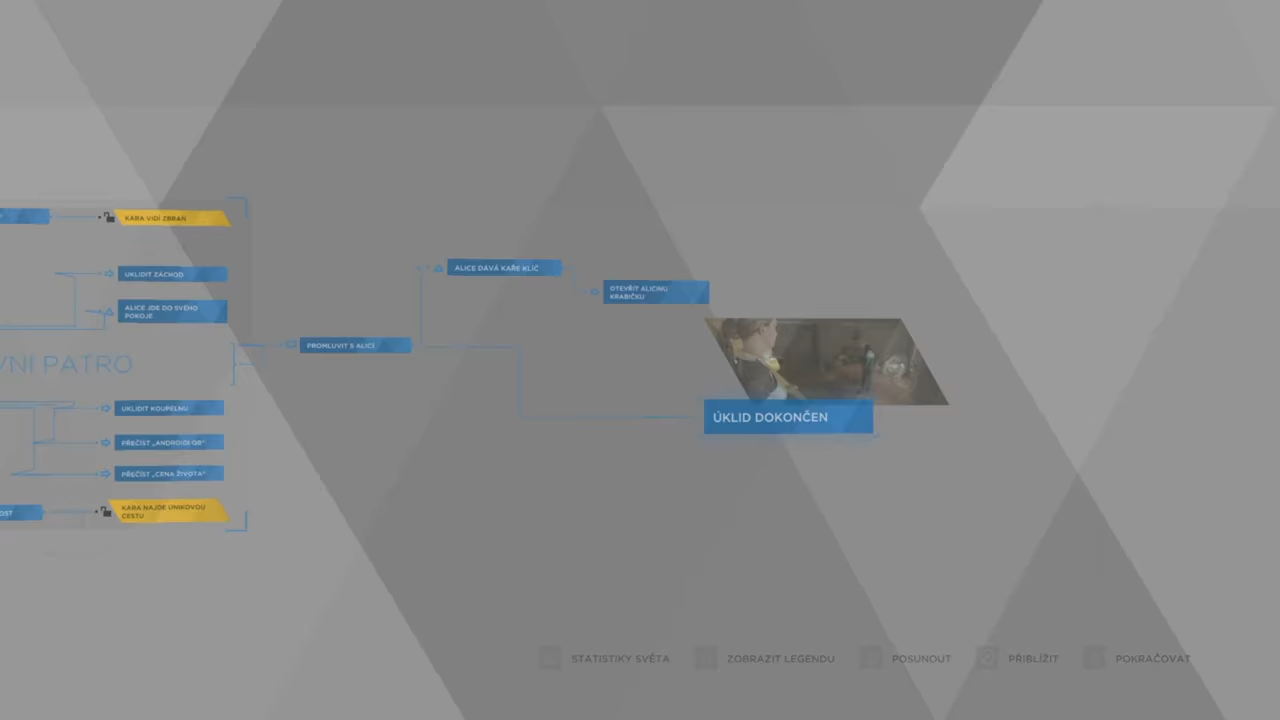 KARA VIDÍ ZBRAŇ
UKLIDIT ZÁCHOD
ALICE JDE DO SVÉHO
POKOJE
VNÍ PATRO
UKLIDIT KOUPELNU
PŘEČÍST „ANDROIDI QB“
PŘEČÍST „CENA ŽIVOTA“
OST
KARA NAJDE ÚNIKOVOU
CESTU
PROMLUVIT S ALICÍ
ALICE DÁVÁ KAŘE KLÍČ
OTEVŘÍT ALICINU
KRABIČKU
ÚKLID DOKONČEN
STATISTIKY SVĚTA
ZOBRAZIT LEGENDU
POSUNOUT
PŘIBLÍŽIT
POKRAČOVAT